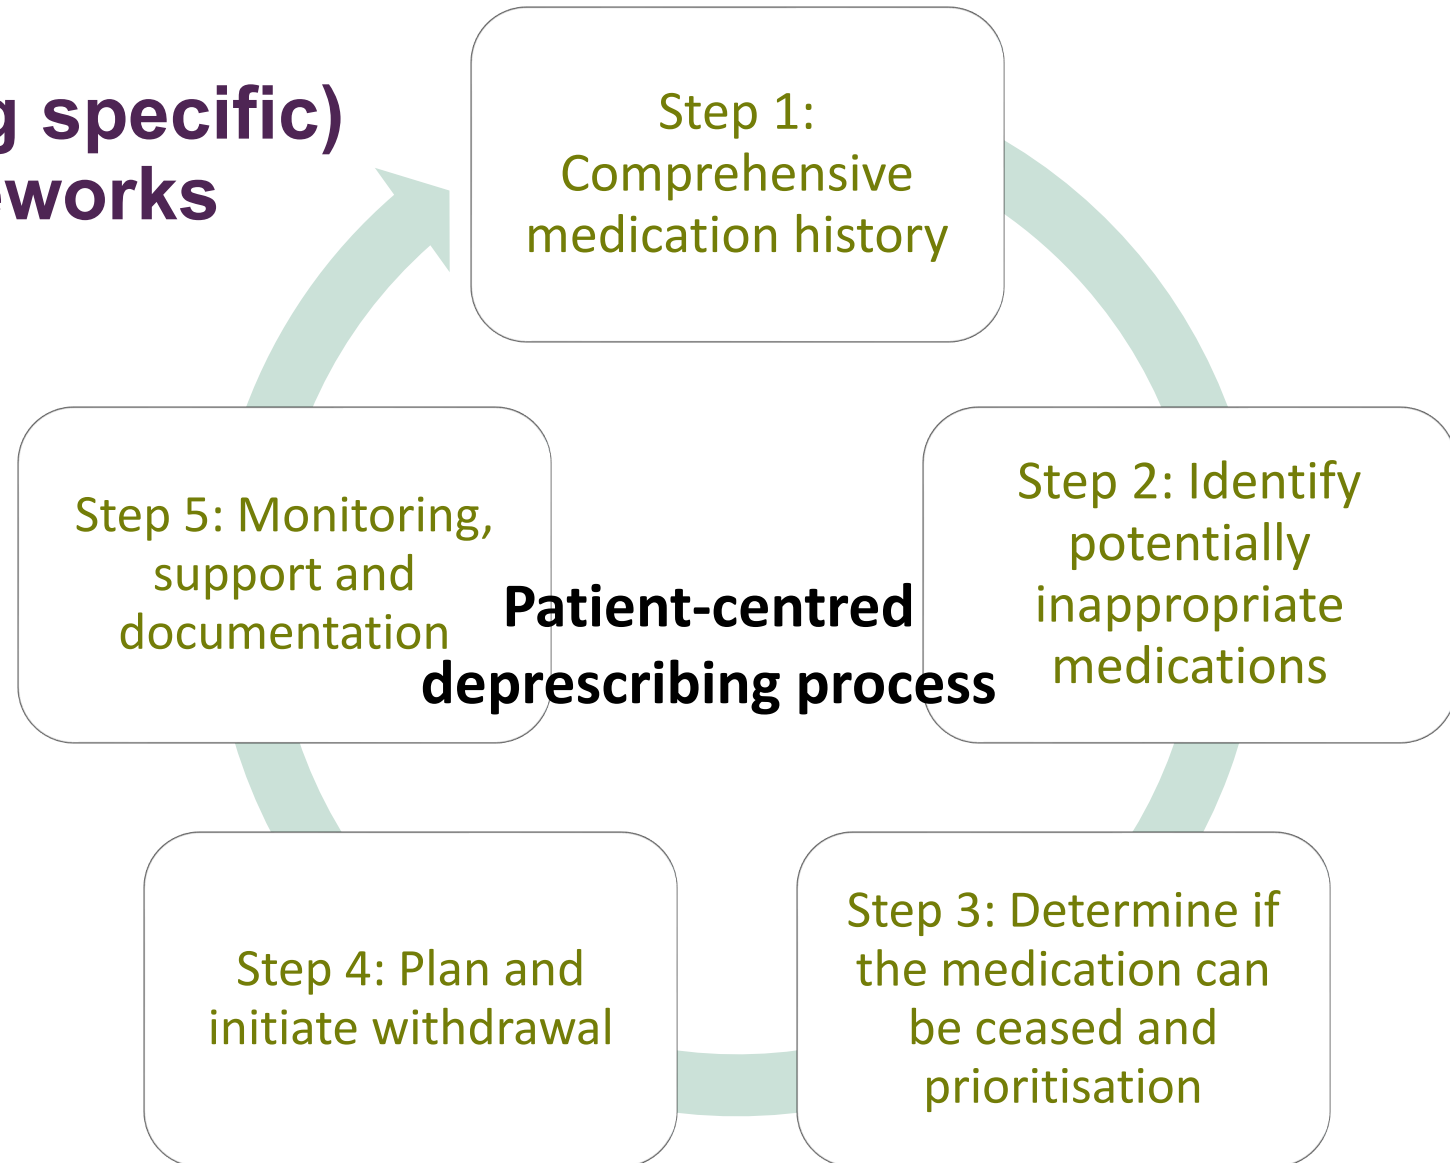 g specific)
eworks
Step 1:
Comprehensive
medication history
Step 2: Identify
potentially
inappropriate
medications
Step 3: Determine if
the medication can
be ceased and
prioritisation
Step 4: Plan and
initiate withdrawal
Step 5: Monitoring,
support and
documentation
Patient-centred
deprescribing process